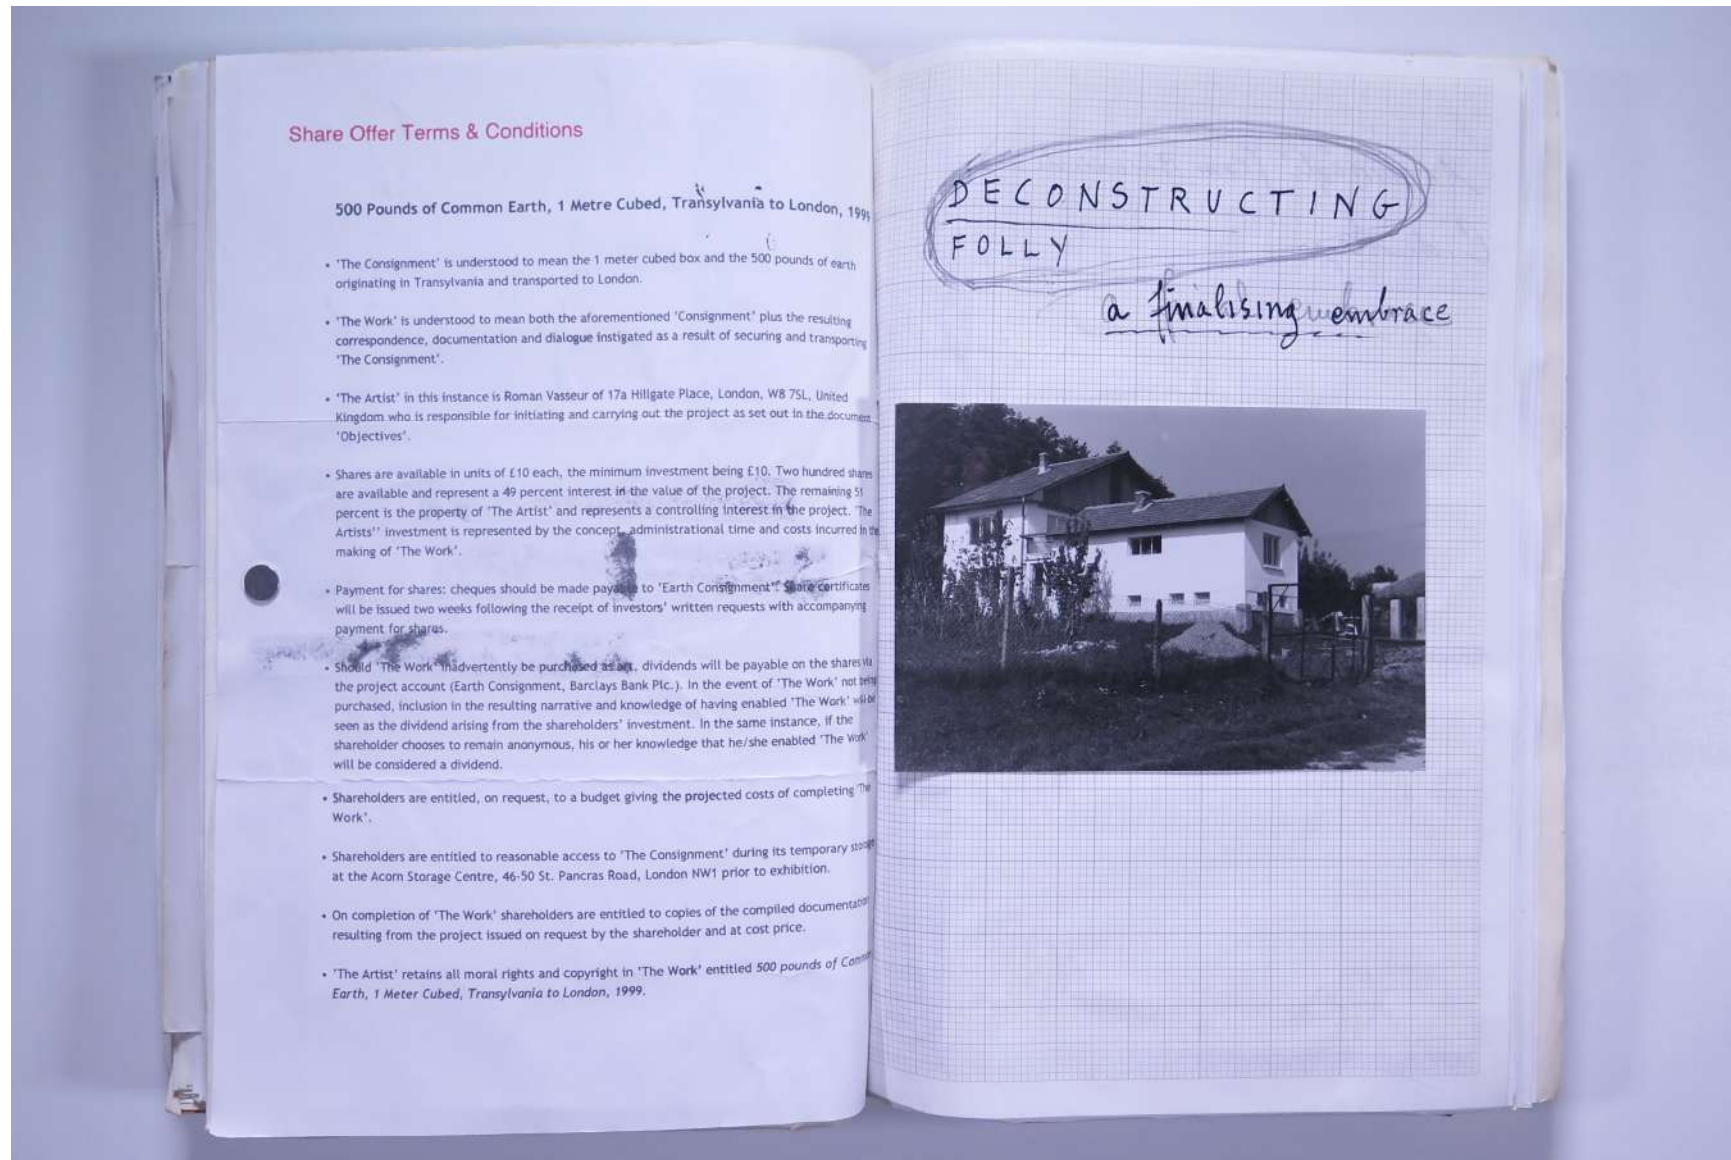 Share Offer Terms & Conditions
500 Pounds of Common Earth, 1 Metre Cubed, Transylvania to London, 1999
• 'The Consignment' is understood to mean the 1 meter cubed box and the 500 pounds of earth
originating in Transylvania and transported to London.
• 'The Work' is understood to mean both the aforementioned 'Consignment' plus the resulting
correspondence, documentation and dialogue instigated as a result of securing and transporting
'The Consignment'.
• 'The Artist' in this instance is Roman Vasseur of 17a Hillgate Place, London, W8 7SL, United
Kingdom who is responsible for initiating and carrying out the project as set out in the document
'Objectives'.
• Shares are available in units of £10 each, the minimum investment being £10. Two hundred shares
are available and represent a 49 percent interest in the value of the project. The remaining 51
percent is the property of 'The Artist' and represents a controlling interest in the project. 'The
Artists'' investment is represented by the concept, administrational time and costs incurred in the
making of 'The Work'.
• Payment for shares: cheques should be made payable to 'Earth Consignment'. Share certificates
will be issued two weeks following the receipt of investors' written requests with accompanying
payment for shares.
• Should 'The Work' inadvertently be purchased as art, dividends will be payable on the shares via
the project account (Earth Consignment, Barclays Bank Plc.). In the event of 'The Work' not being
purchased, inclusion in the resulting narrative and knowledge of having enabled 'The Work' will be
seen as the dividend arising from the shareholders' investment. In the same instance, if the
shareholder chooses to remain anonymous, his or her knowledge that he/she enabled 'The Work'
will be considered a dividend.
• Shareholders are entitled, on request, to a budget giving the projected costs of completing 'The
Work'.
• Shareholders are entitled to reasonable access to 'The Consignment' during its temporary storage
at the Acorn Storage Centre, 46-50 St. Pancras Road, London NW1 prior to exhibition.
• On completion of 'The Work' shareholders are entitled to copies of the compiled documentation
resulting from the project issued on request by the shareholder and at cost price.
• 'The Artist' retains all moral rights and copyright in 'The Work' entitled 500 pounds of Common
Earth, 1 Meter Cubed, Transylvania to London, 1999.
DECONSTRUCTING
FOLLY
a finalising embrace